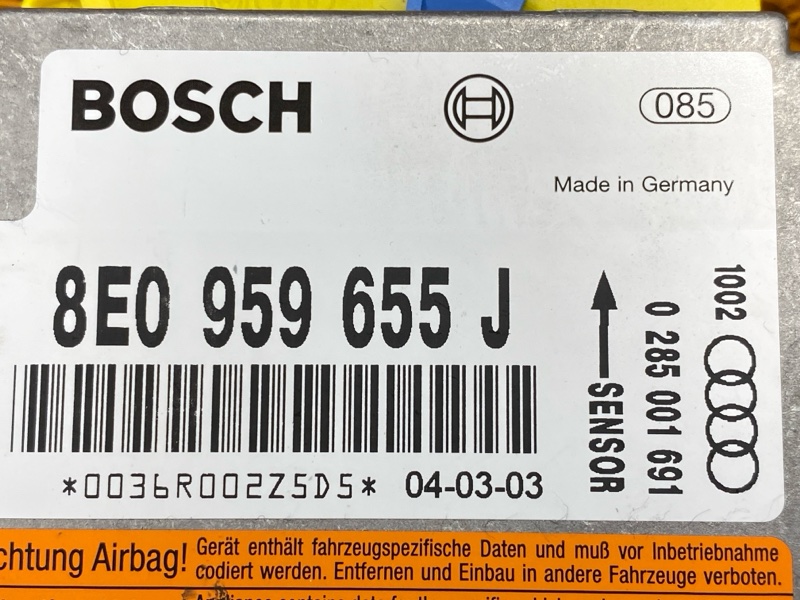 BOSCH
085
Made in Germany
8E0 959 655 J
*0036R002Z5D5* 04-03-03
SENSOR
0 285 001 691
1002
chtung Airbag!
Gerät enthält fahrzeugspezifische Daten und muß vor Inbetriebnahme
codiert werden. Entfernen und Einbau in andere Fahrzeuge verboten.